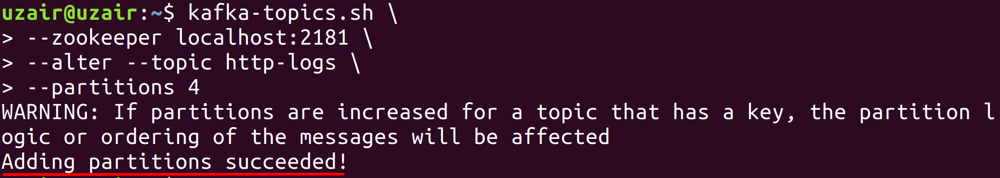 uzair@uzair:~$ kafka-topics.sh \
> --zookeeper localhost:2181 \
> --alter --topic http-logs \
> --partitions 4
WARNING: If partitions are increased for a topic that has a key, the partition l
ogic or ordering of the messages will be affected
Adding partitions succeeded!